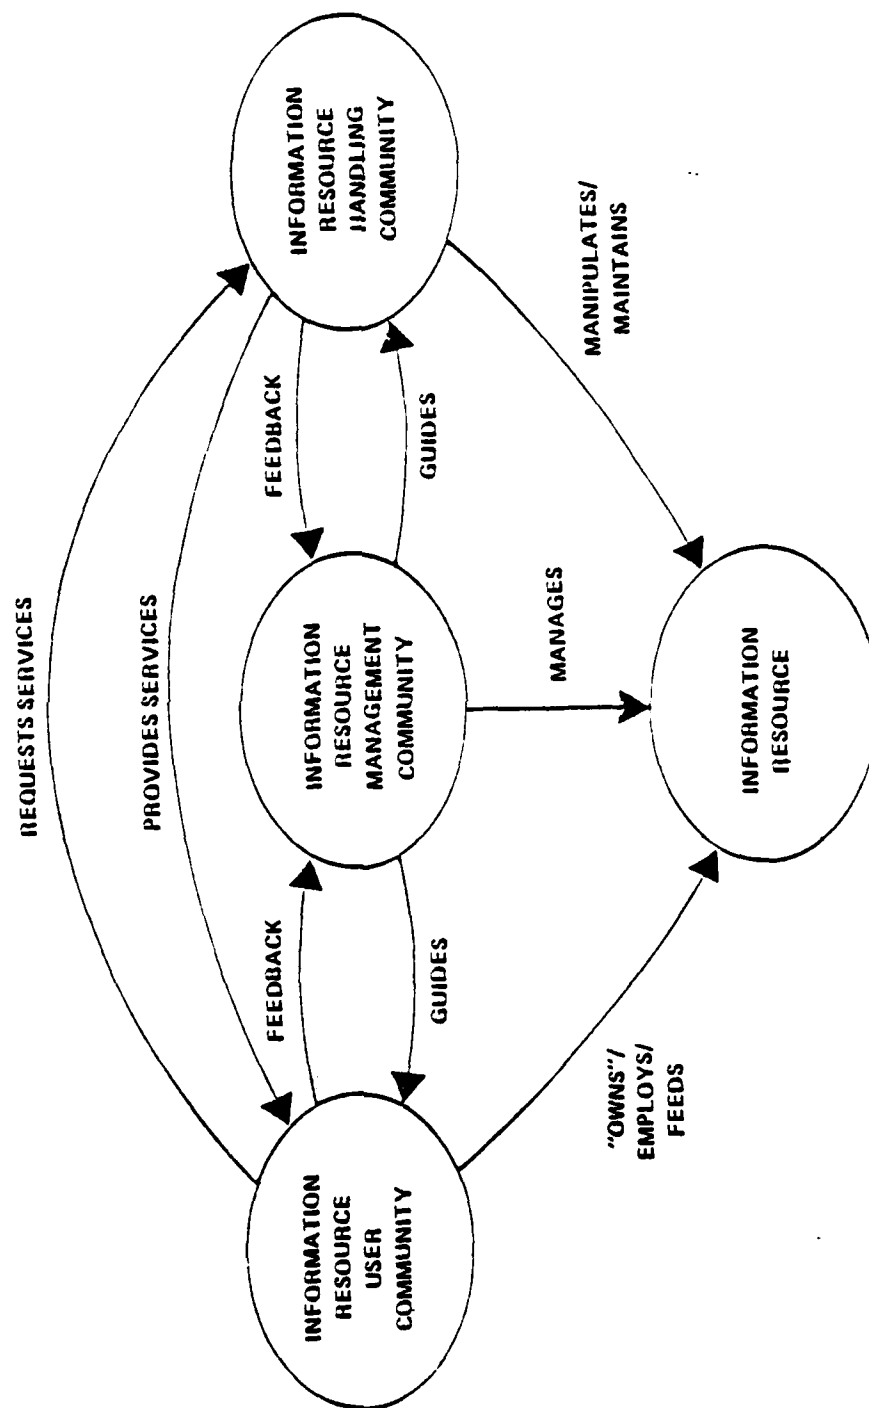 REQUESTS SERVICES
PROVIDES SERVICES
FEEDBACK
FEEDBACK
INFORMATION
RESOURCE
USER
COMMUNITY
INFORMATION
RESOURCE
MANAGEMENT
COMMUNITY
INFORMATION
RESOURCE
HANDLING
COMMUNITY
GUIDES
GUIDES
"OWNS"/
EMPLOYS/
FEEDS
MANAGES
MANIPULATES/
MAINTAINS
INFORMATION
RESOURCE